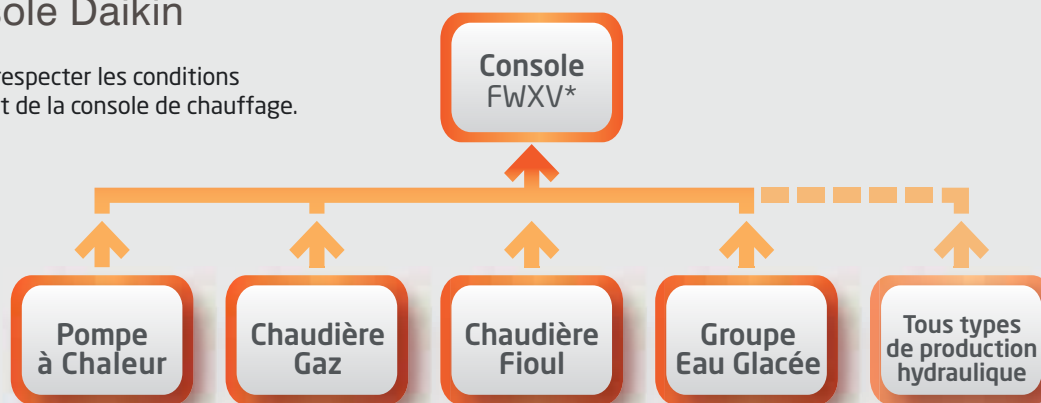 ole Daikin
respecter les conditions
t de la console de chauffage.
Console
FWXV*
Pompe
à Chaleur
Chaudière
Gaz
Chaudière
Fioul
Groupe
Eau Glacée
Tous types
de production
hydraulique